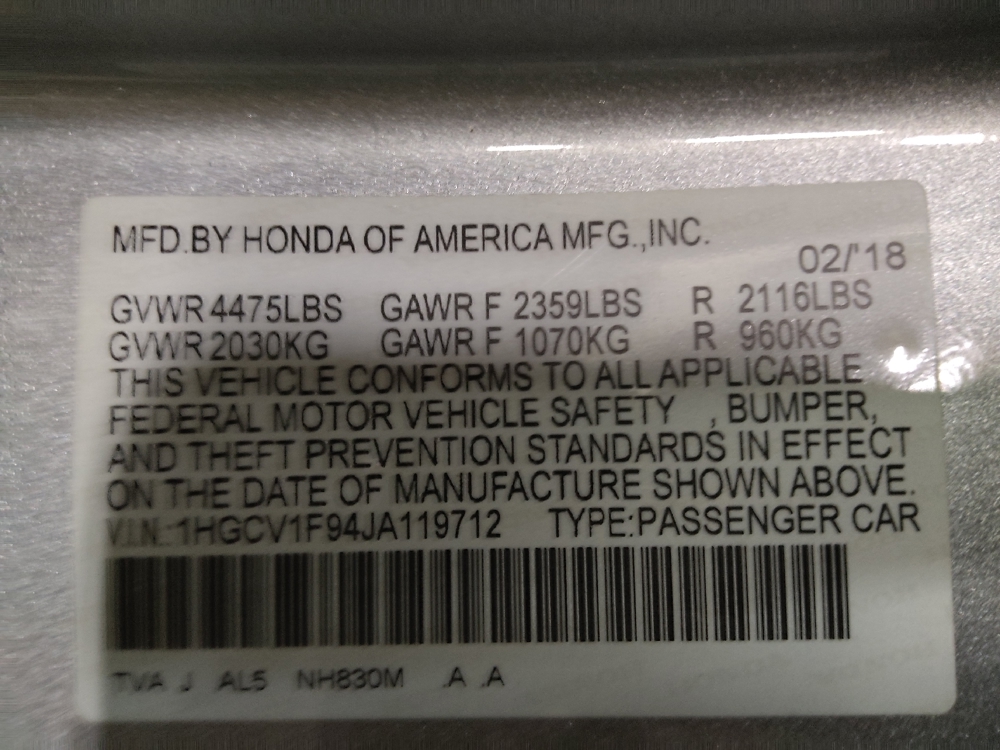 MFD.BY HONDA OF AMERICA MFG.,INC.
02/'18
GVWR 4475LBS GAWR F 2359LBS R 2116LBS
GVWR 2030KG GAWR F 1070KG R 960KG
THIS VEHICLE CONFORMS TO ALL APPLICABLE
FEDERAL MOTOR VEHICLE SAFETY , BUMPER,
AND THEFT PREVENTION STANDARDS IN EFFECT
ON THE DATE OF MANUFACTURE SHOWN ABOVE.
V.I.N.:1HGCV1F94JA119712 TYPE:PASSENGER CAR
TVA J AL5 NH830M .A .A